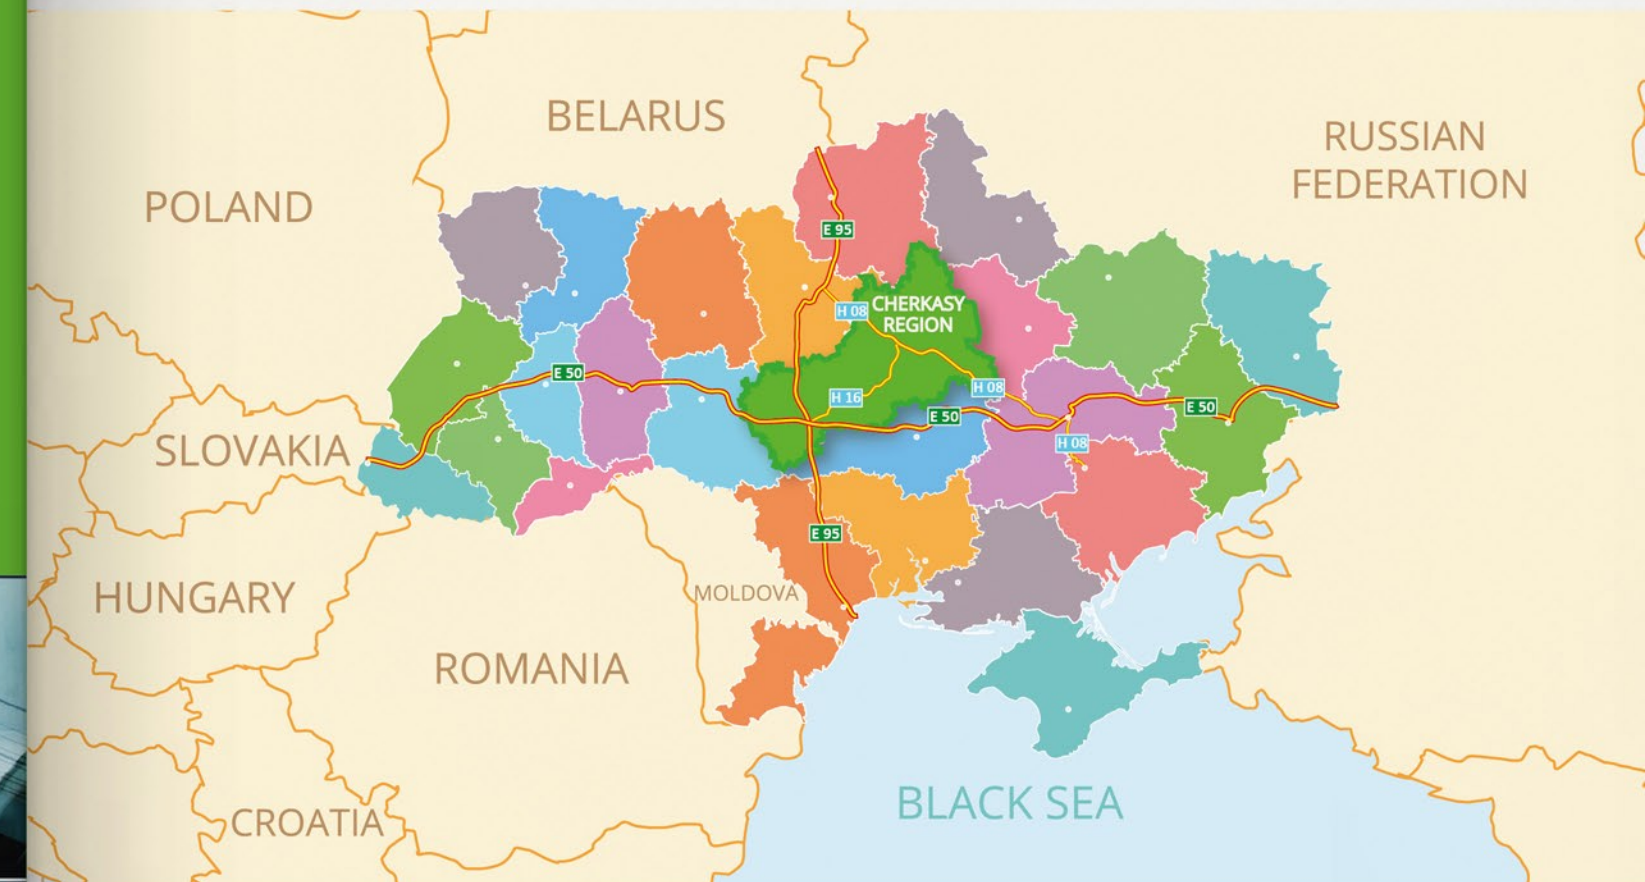 BELARUS
RUSSIAN
FEDERATION
POLAND
E 95
CHERKASY
REGION
H 08
E 50
H 08
H 16
E 50
E 50
H 08
SLOVAKIA
E 95
HUNGARY
MOLDOVA
ROMANIA
BLACK SEA
CROATIA